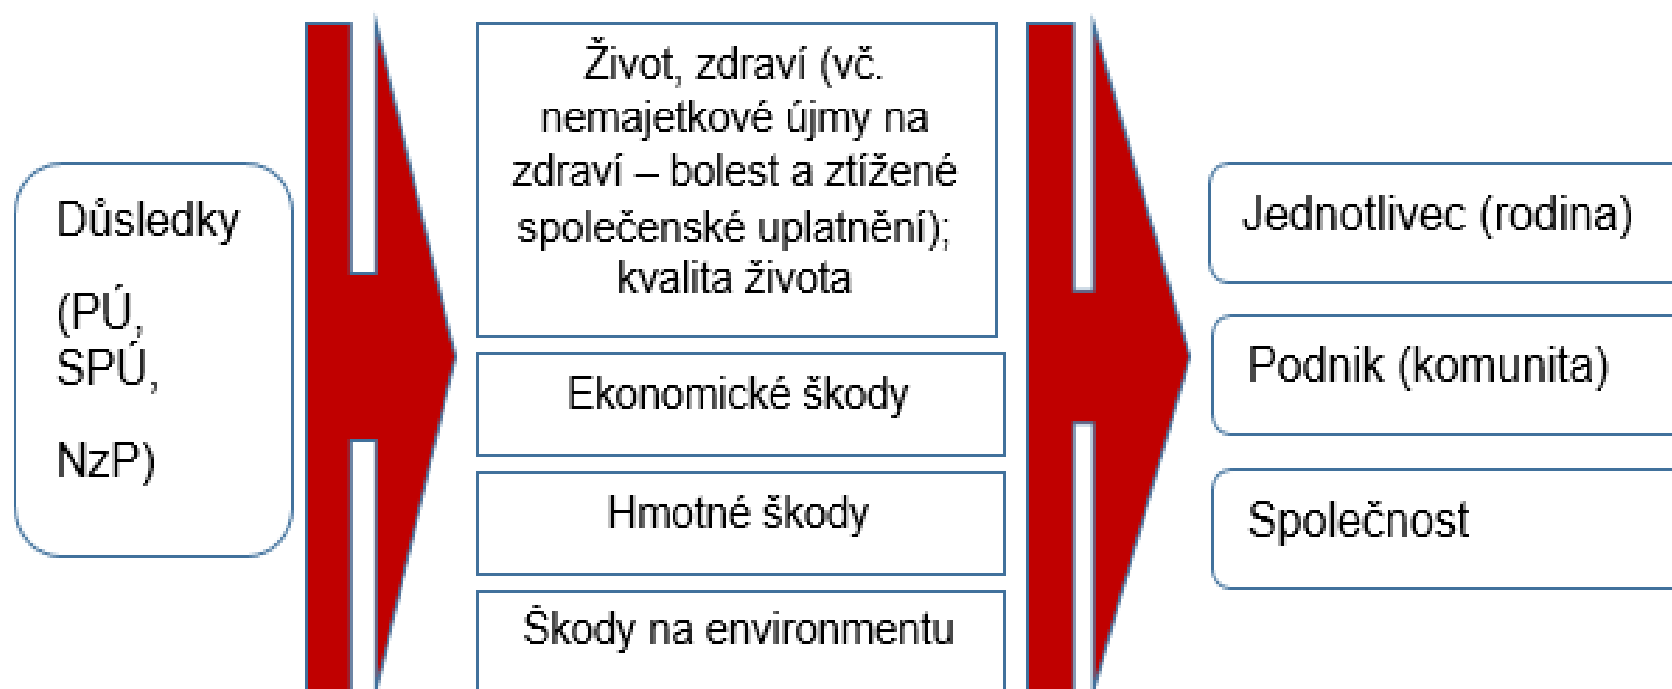 Důsledky
(PÚ,
SPÚ,
NzP)
Život, zdraví (vč.
nemajetkové újmy na
zdraví – bolest a ztížené
společenské uplatnění);
kvalita života
Ekonomické škody
Hmotné škody
Škody na environmentu
Jednotlivec (rodina)
Podnik (komunita)
Společnost